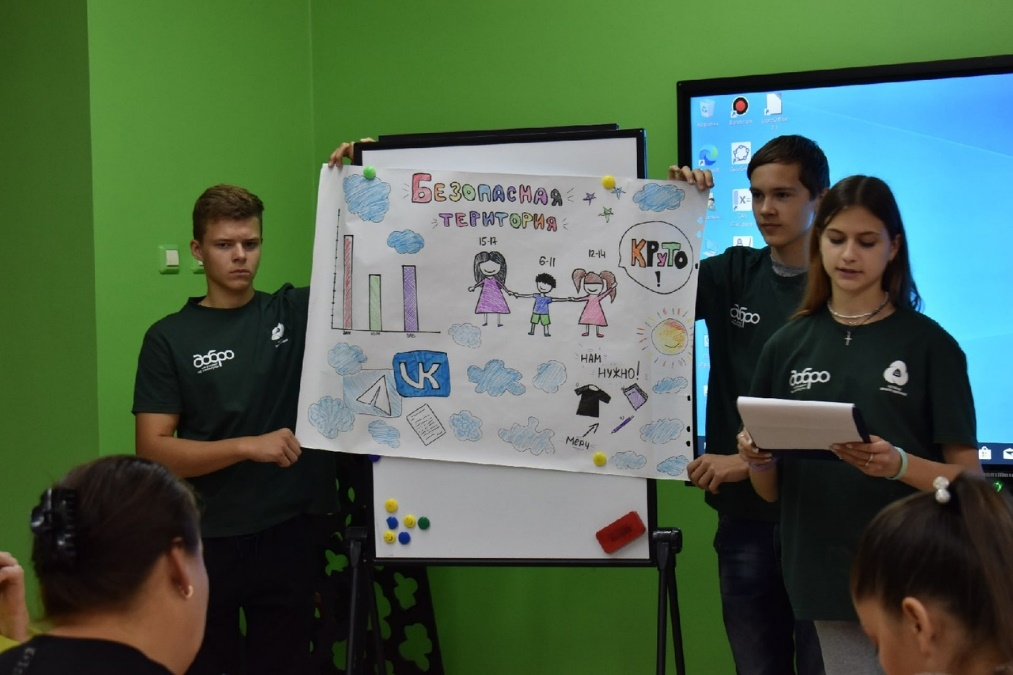 БЕЗОПАСНАЯ
ТЕРИТОРИЯ
15-17
6-11
12-14
КРУТО
!
VK
НАМ
НУЖНО!
МЕРЧ
добро
добро
добро